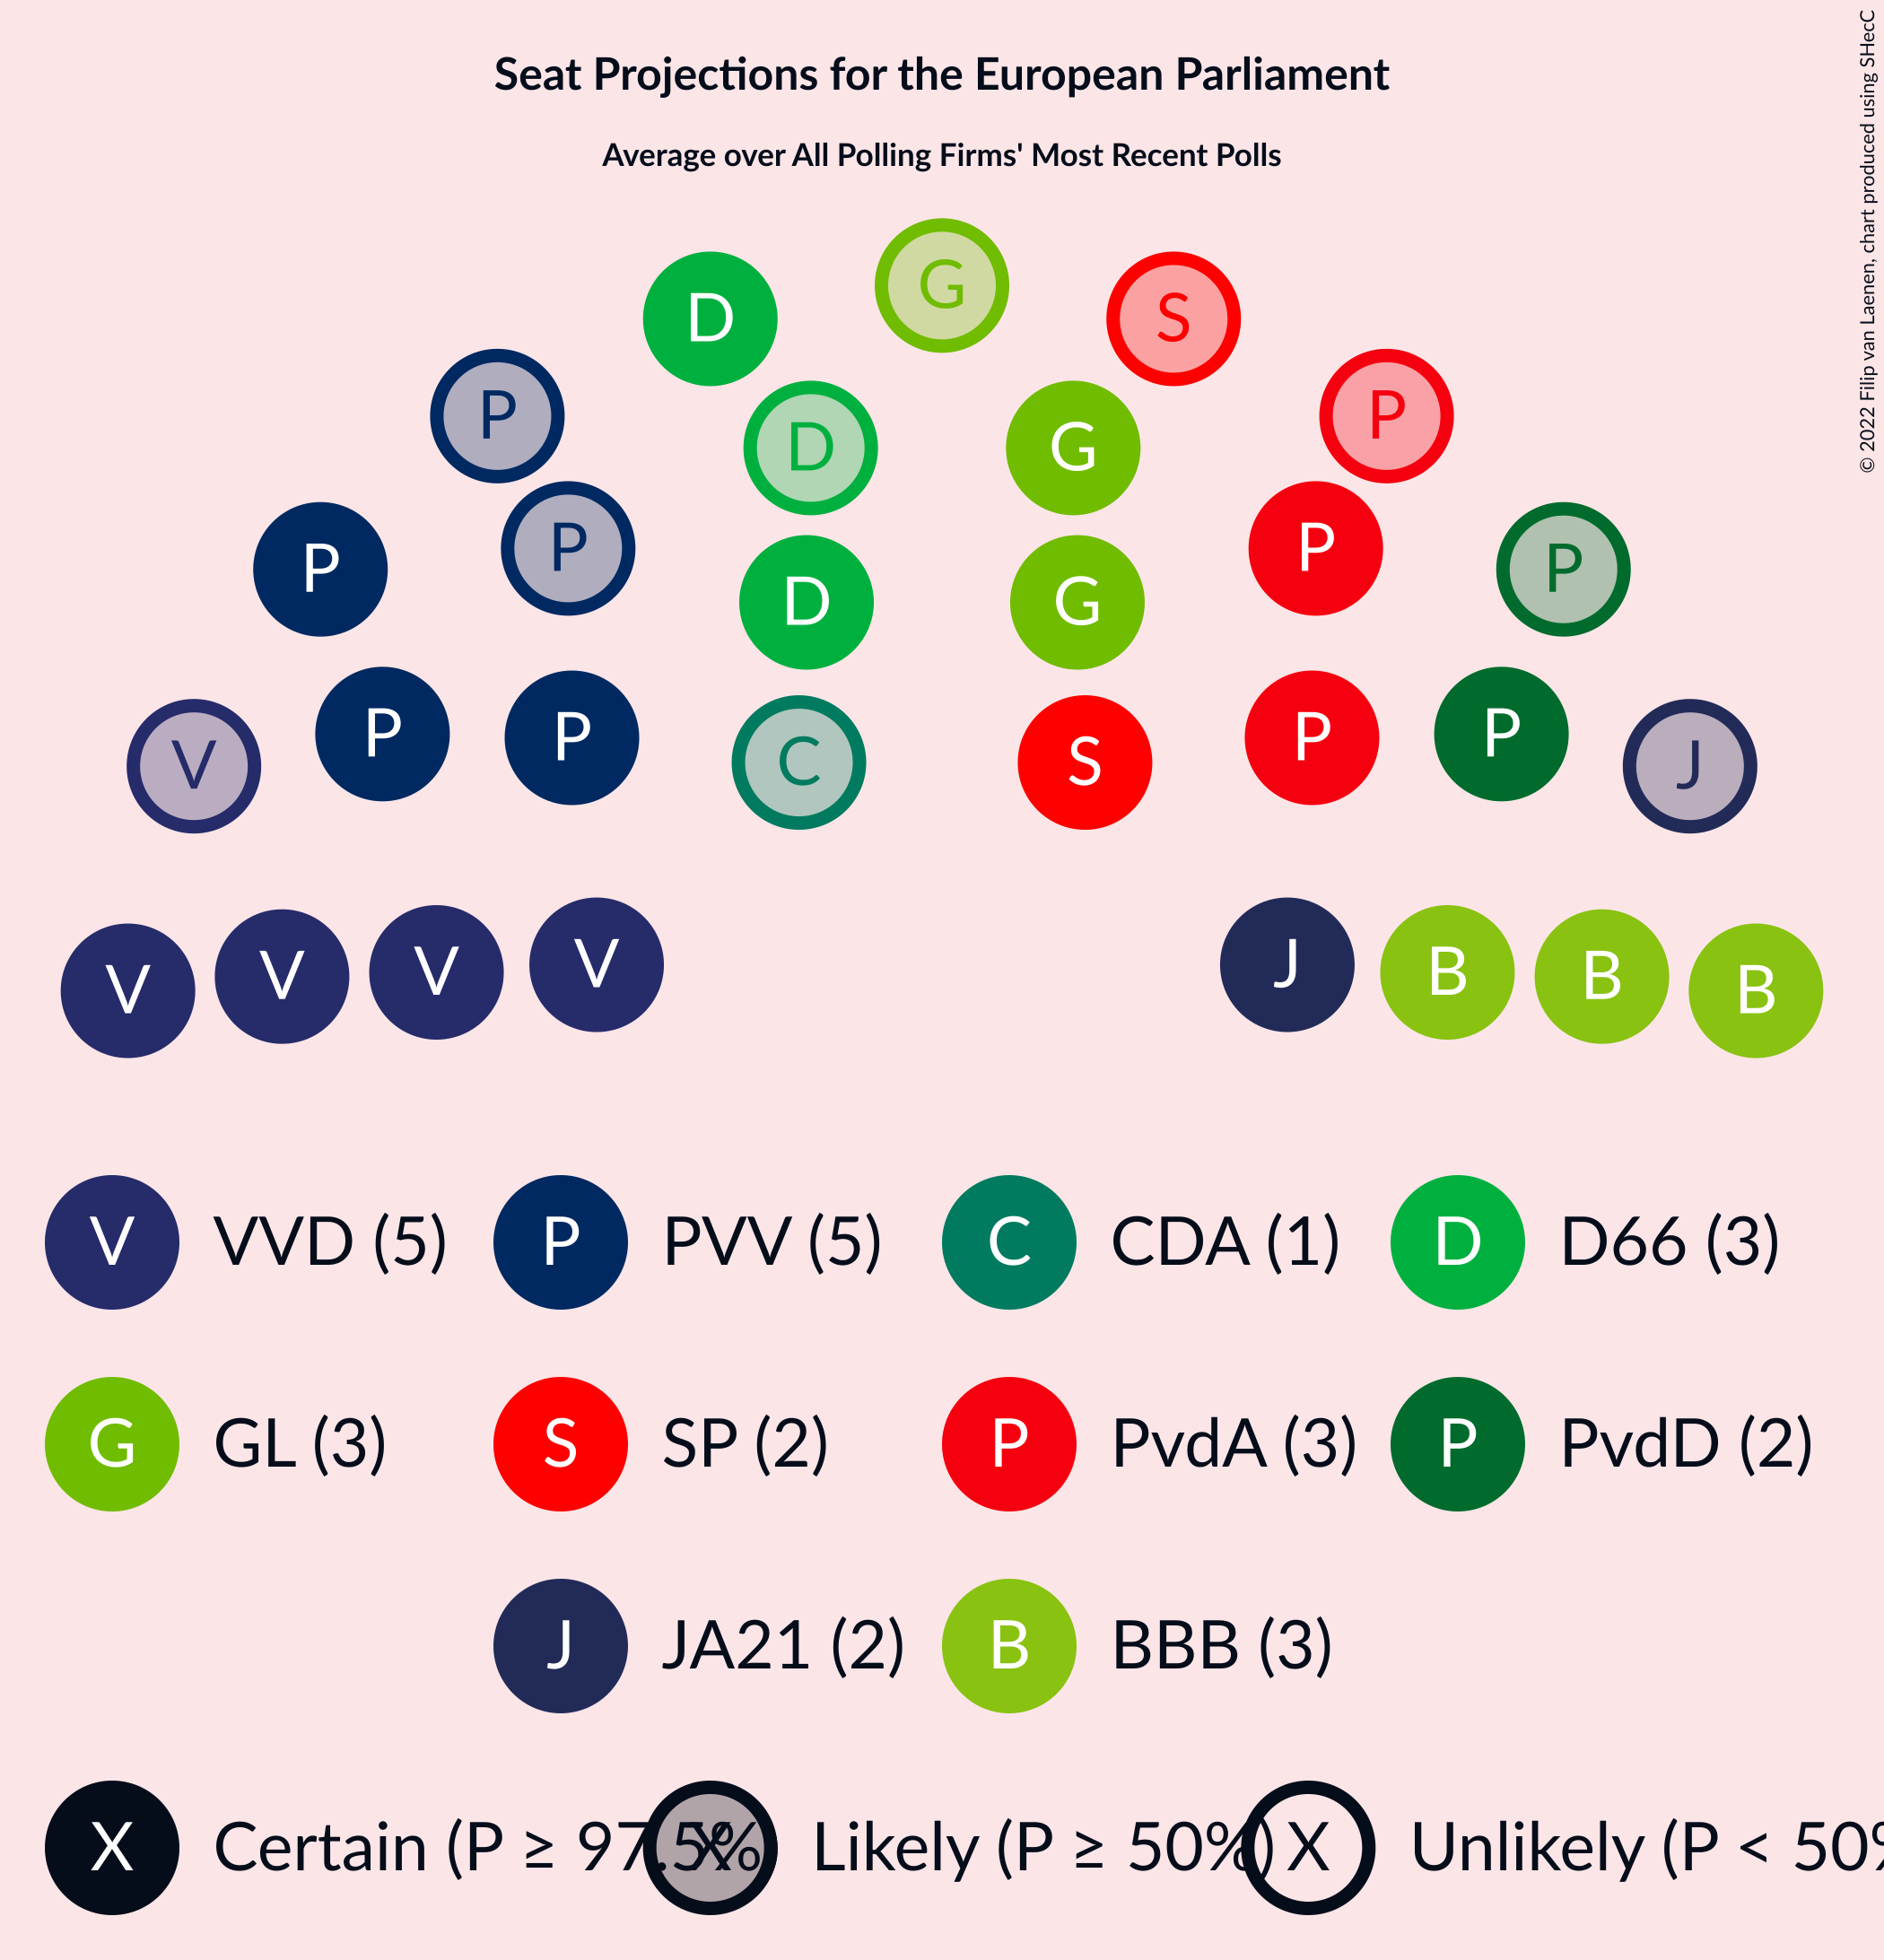 Seat Projections for the European Parliament
Average over All Polling Firms' Most Recent Polls
© 2022 Filip van Laenen, chart produced using SHecC
G
D S
P P
D G
P P
P P
D G
P P
P P
V C S J
V V V V J B B B
V VVD (5) P PVV (5) C CDA (1) D D66 (3)
G GL (3) S SP (2) P PvdA (3) P PvdD (2)
J JA21 (2) B BBB (3)
X Certain (P ≥ 97.5% X Likely (P ≥ 50%) X Unlikely (P < 50%